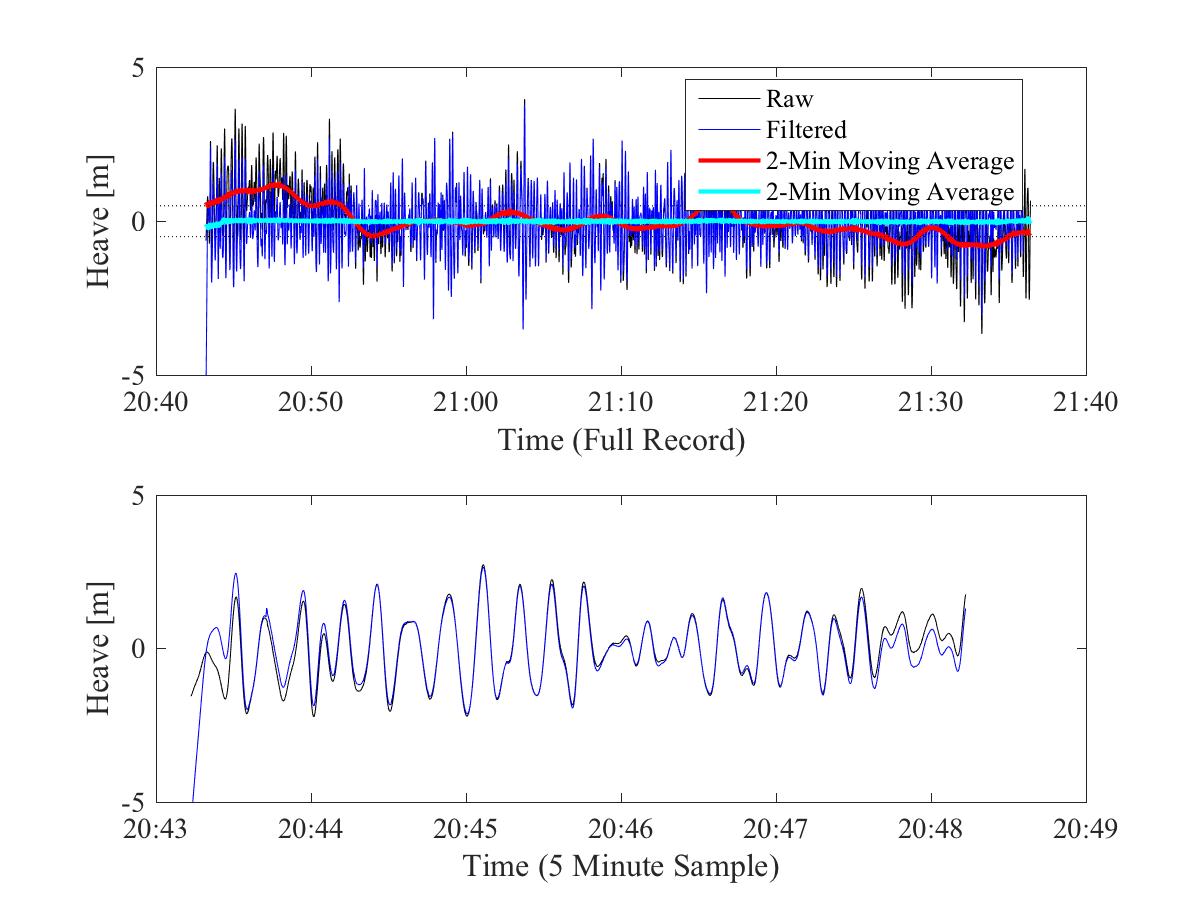 5
0
-5
Heave [m]
Raw
Filtered
2-Min Moving Average
2-Min Moving Average
20:40 20:50 21:00 21:10 21:20 21:30 21:40
Time (Full Record)
5
0
-5
Heave [m]
20:43 20:44 20:45 20:46 20:47 20:48 20:49
Time (5 Minute Sample)